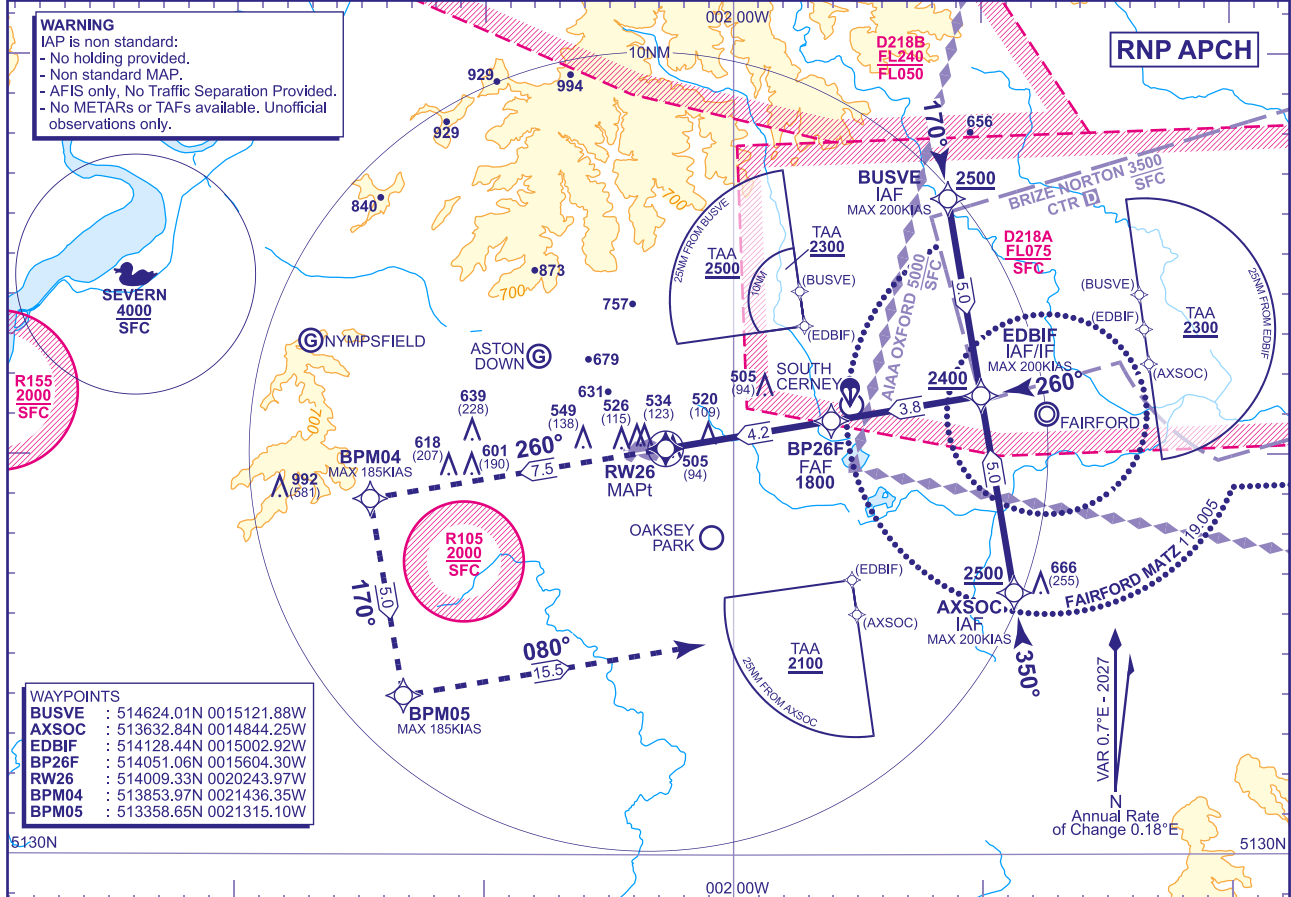 WARNING
IAP is non standard:
- No holding provided.
- Non standard MAP.
- AFIS only, No Traffic Separation Provided.
- No METARs or TAFs available. Unofficial
observations only.
002 00W
10NM
D218B
FL240
FL050
RNP APCH
929
994
929
840
873
700
700
757
679
631
170°
656
BUSVE
IAF
MAX 200KIAS
2500
BRIZE NORTON 3500
SFC
CTR D
D218A
FL075
SFC
25NM FROM BUSVE
TAA
2500
TAA
2300
10NM
(BUSVE)
(EDBIF)
AIAA OXFORD 5000
SFC
5.0
(BUSVE)
(EDBIF)
(AXSOC)
TAA
2300
25NM FROM EDBIF
SEVERN
4000
SFC
G NYMPSFIELD
ASTON
DOWN
G
R155
2000
SFC
700
EDBIF
IAF/IF
MAX 200KIAS
2400
260°
FAIRFORD
SOUTH
CERNEY
505
(94)
3.8
4.2
639
(228)
549
(138)
526
(115)
534
(123)
520
(109)
618
(207)
601
(190)
260°
7.5
BPM04
MAX 185KIAS
992
(581)
RW26
MAPt
505
(94)
BP26F
FAF
1800
5.0
R105
2000
SFC
OAKSEY
PARK
170°
5.0
2500
AXSOC
IAF
MAX 200KIAS
666
(255)
FAIRFORD MATZ 119.005
350°
(EDBIF)
(AXSOC)
TAA
2100
25NM FROM AXSOC
080°
15.5
BPM05
MAX 185KIAS
WAYPOINTS
BUSVE : 514624.01N 0015121.88W
AXSOC : 513632.84N 0014844.25W
EDBIF : 514128.44N 0015002.92W
BP26F : 514051.06N 0015604.30W
RW26 : 514009.33N 0020243.97W
BPM04 : 513853.97N 0021436.35W
BPM05 : 513358.65N 0021315.10W
VAR 0.7°E - 2027
N
Annual Rate
of Change 0.18°E
5130N
5130N
002 00W